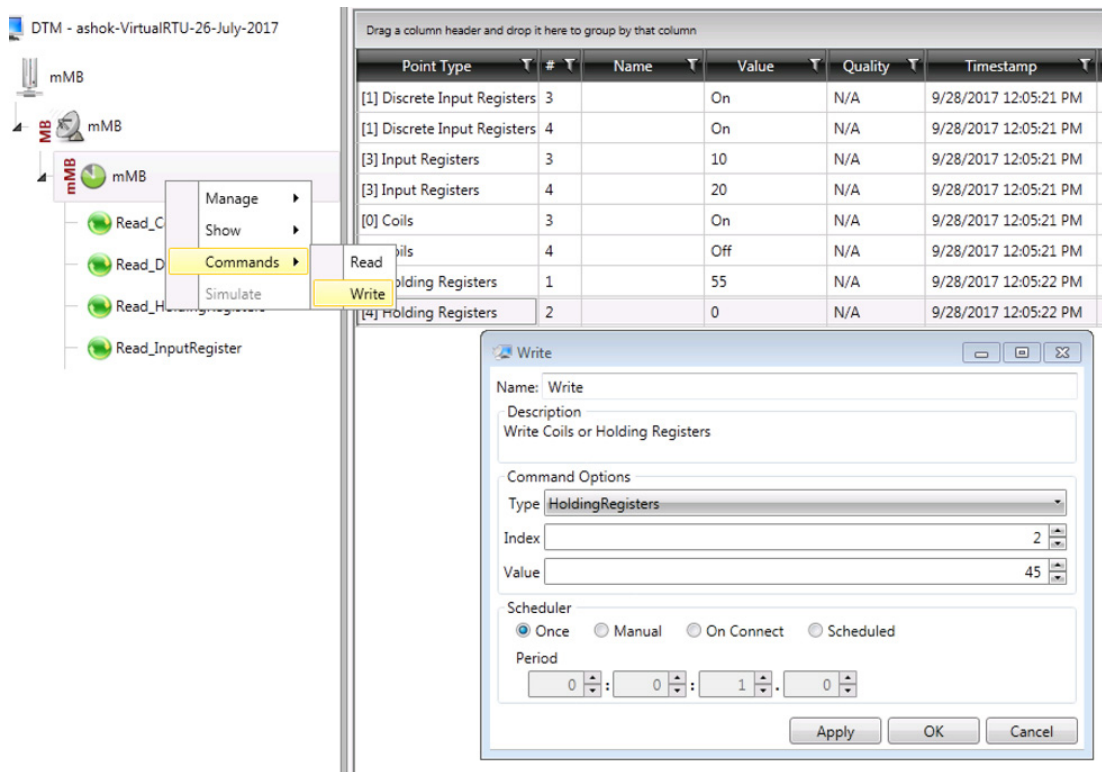 DTM - ashok-VirtualRTU-26-July-2017
mMB
MB mMB
mMB mMB
Read_C
Read_D
Read_H
Read_InputRegister
Manage
Show
Commands
Simulate
Read
Write
Drag a column header and drop it here to group by that column
Point Type # Name Value Quality Timestamp
[1] Discrete Input Registers 3 On N/A 9/28/2017 12:05:21 PM
[1] Discrete Input Registers 4 On N/A 9/28/2017 12:05:21 PM
[3] Input Registers 3 10 N/A 9/28/2017 12:05:21 PM
[3] Input Registers 4 20 N/A 9/28/2017 12:05:21 PM
[0] Coils 3 On N/A 9/28/2017 12:05:21 PM
oils 4 Off N/A 9/28/2017 12:05:21 PM
olding Registers 1 55 N/A 9/28/2017 12:05:22 PM
[4] Holding Registers 2 0 N/A 9/28/2017 12:05:22 PM
Write
Name: Write
Description
Write Coils or Holding Registers
Command Options
Type HoldingRegisters
Index 2
Value 45
Scheduler
Once Manual On Connect Scheduled
Period
0 : 0 : 1 . 0
Apply OK Cancel